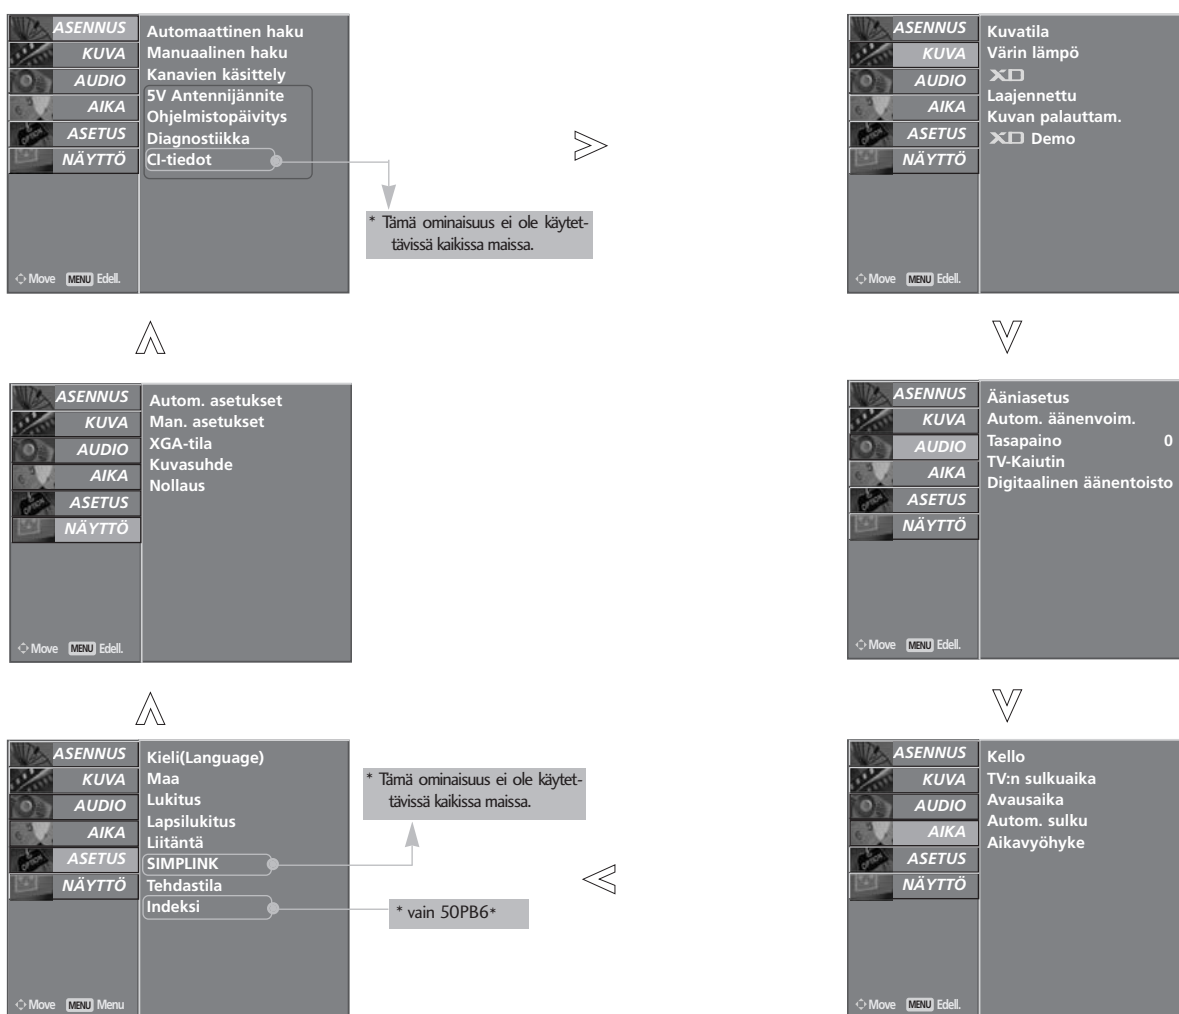 ASENNUS
KUVA
AUDIO
AIKA
ASETUS
NÄYTTÖ
Automaattinen haku
Manuaalinen haku
Kanavien käsittely
5V Antennijännite
Ohjelmistopäivitys
Diagnostiikka
CI-tiedot
Move MENU Edell.
* Tämä ominaisuus ei ole käytet-
tävissä kaikissa maissa.
ASENNUS
KUVA
AUDIO
AIKA
ASETUS
NÄYTTÖ
Kuvatila
Värin lämpö
XD
Laajennettu
Kuvan palauttam.
XD Demo
Move MENU Edell.
ASENNUS
KUVA
AUDIO
AIKA
ASETUS
NÄYTTÖ
Autom. asetukset
Man. asetukset
XGA-tila
Kuvasuhde
Nollaus
Move MENU Edell.
ASENNUS
KUVA
AUDIO
AIKA
ASETUS
NÄYTTÖ
Ääniasetus
Autom. äänenvoim.
Tasapaino 0
TV-Kaiutin
Digitaalinen äänentoisto
Move MENU Edell.
ASENNUS
KUVA
AUDIO
AIKA
ASETUS
NÄYTTÖ
Kieli(Language)
Maa
Lukitus
Lapsilukitus
Liitäntä
SIMPLINK
Tehdastila
Indeksi
Move MENU Menu
* Tämä ominaisuus ei ole käytet-
tävissä kaikissa maissa.
* vain 50PB6*
ASENNUS
KUVA
AUDIO
AIKA
ASETUS
NÄYTTÖ
Kello
TV:n sulkuaika
Avausaika
Autom. sulku
Aikavyöhyke
Move MENU Edell.